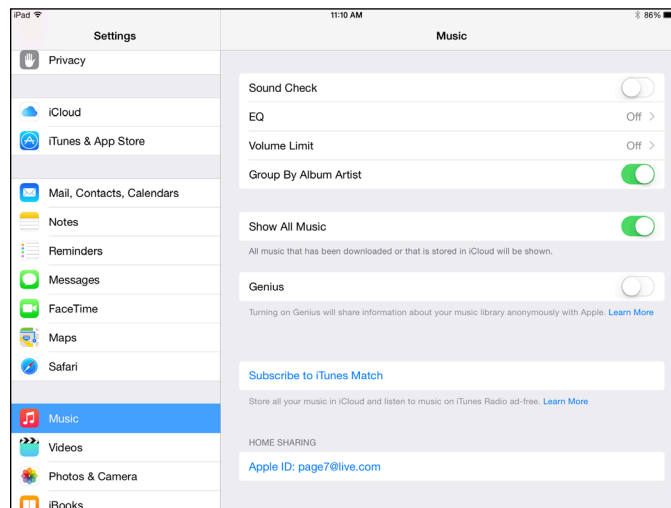 iPad 11:10 AM 86%
Settings
Music
Privacy
iCloud
iTunes & App Store
Mail, Contacts, Calendars
Notes
Reminders
Messages
FaceTime
Maps
Safari
Music
Videos
Photos & Camera
iBooks
Sound Check
EQ Off
Volume Limit Off
Group By Album Artist
Show All Music
All music that has been downloaded or that is stored in iCloud will be shown.
Genius
Turning on Genius will share information about your music library anonymously with Apple. Learn More
Subscribe to iTunes Match
Store all your music in iCloud and listen to music on iTunes Radio ad-free. Learn More
HOME SHARING
Apple ID: page7@live.com